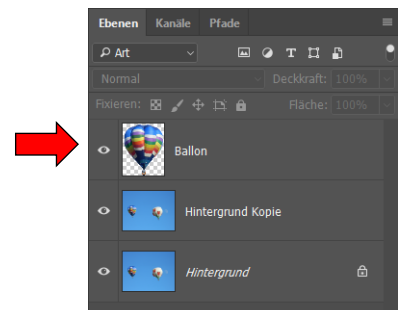 Ebenen Kanäle Pfade
Art
Normal Deckkraft: 100%
Fixieren: Fläche: 100%
Ballon
Hintergrund Kopie
Hintergrund